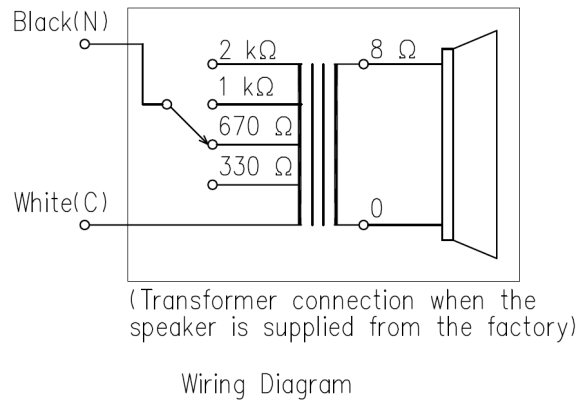 Black(N)
2 kΩ
8 Ω
1 kΩ
670 Ω
330 Ω
White(C)
0
(Transformer connection when the
speaker is supplied from the factory)
Wiring Diagram